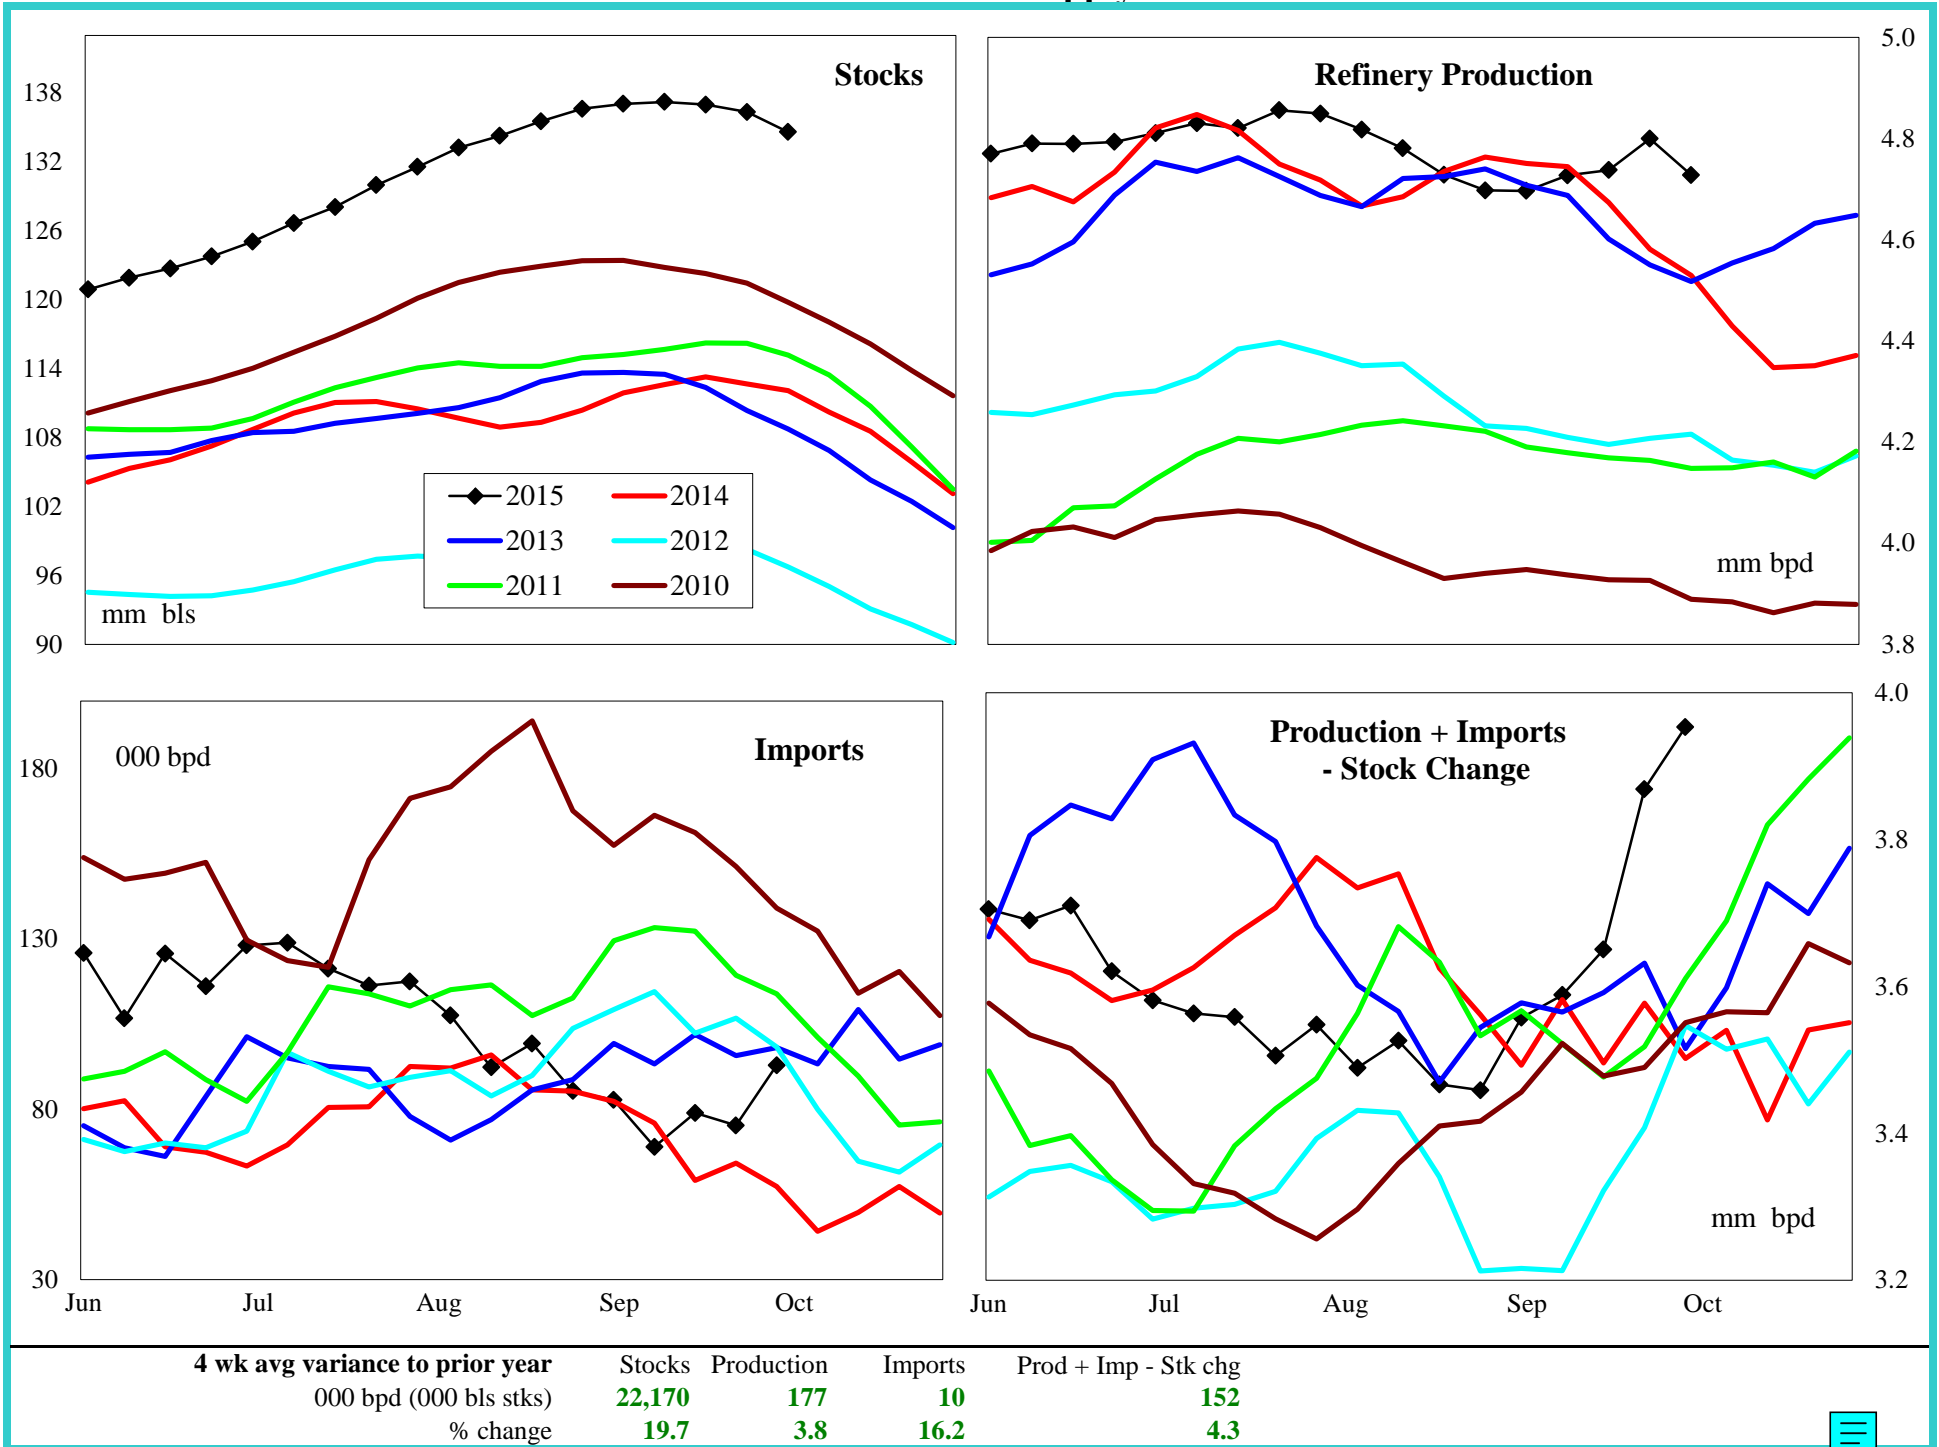 Stocks
138
132
126
120
114
108
102
96
90
mm bls
2015 2014
2013 2012
2011 2010
Refinery Production
5.0
4.8
4.6
4.4
4.2
4.0
3.8
mm bpd
000 bpd
Imports
180
130
80
30
Jun Jul Aug Sep Oct
Production + Imports
- Stock Change
4.0
3.8
3.6
3.4
3.2
mm bpd
Jun Jul Aug Sep Oct
4 wk avg variance to prior year Stocks Production Imports Prod + Imp - Stk chg
000 bpd (000 bls stks) 22,170 177 10 152
% change 19.7 3.8 16.2 4.3